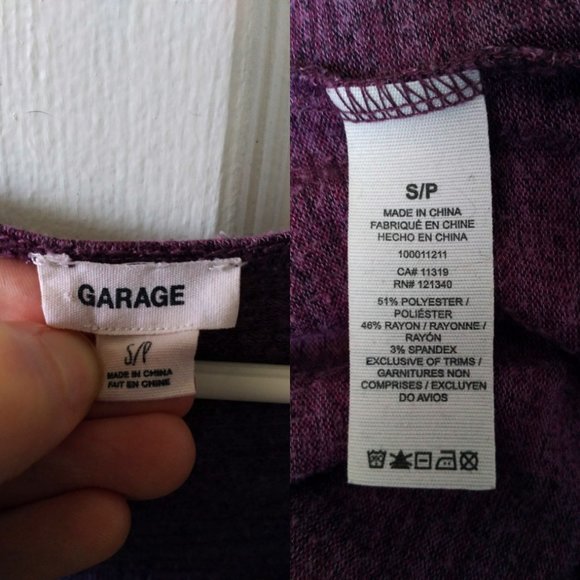 GARAGE
S/P
MADE IN CHINA
FAIT EN CHINE
S/P
MADE IN CHINA
FABRIQUÉ EN CHINE
HECHO EN CHINA
100011211
CA# 11319
RN# 121340
51% POLYESTER /
POLIÉSTER
46% RAYON / RAYONNE /
RAYÓN
3% SPANDEX
EXCLUSIVE OF TRIMS /
GARNITURES NON
COMPRISES / EXCLUYEN
DO AVIOS